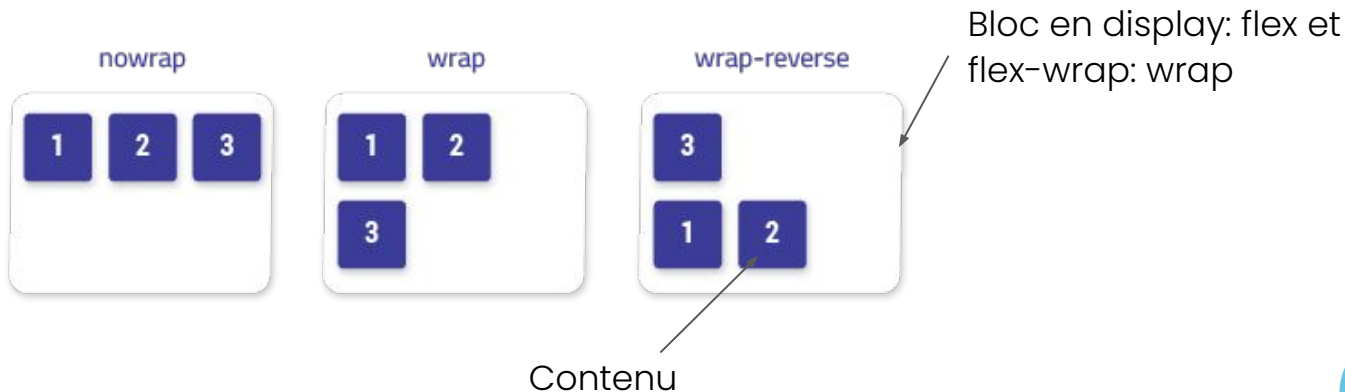 Bloc en display: flex et
flex-wrap: wrap
nowrap
wrap
wrap-reverse
1 2 3
1 2
3
3
1 2
Contenu